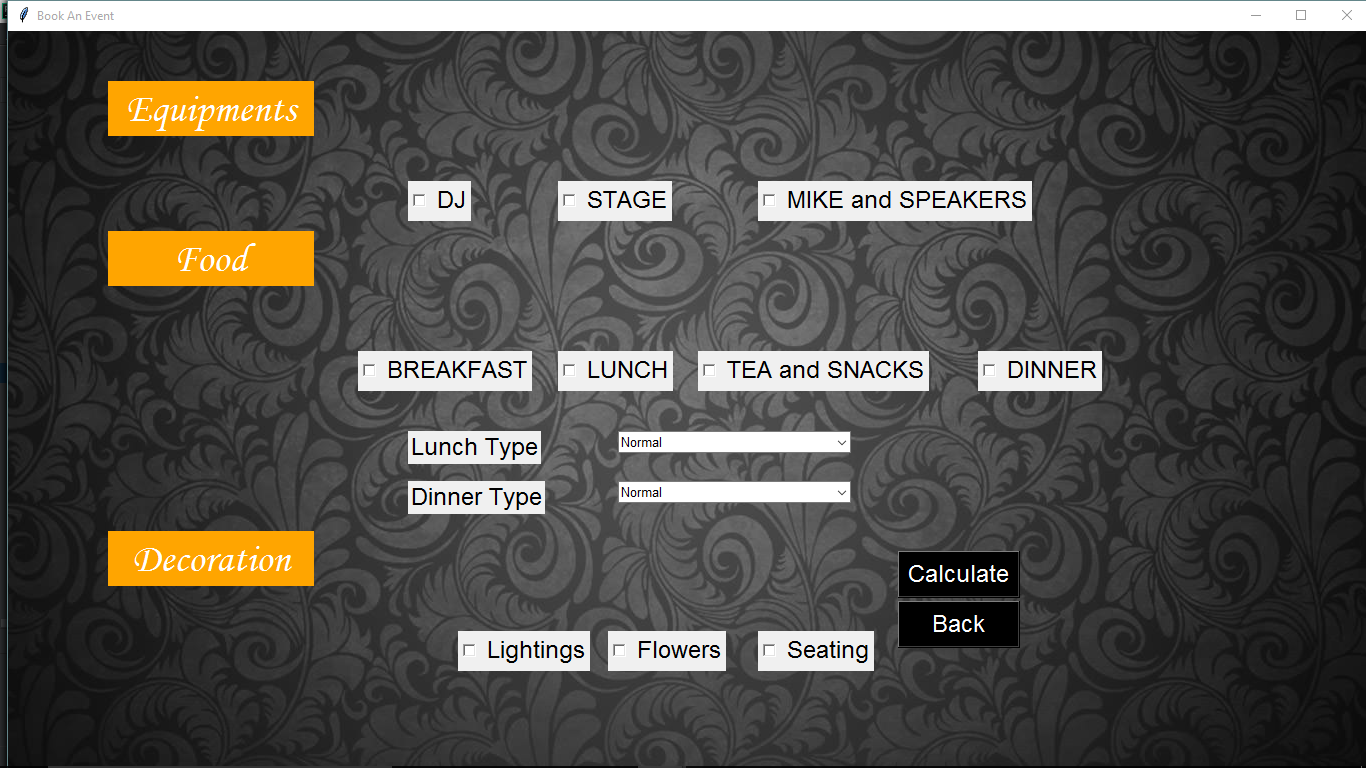 Book An Event
Equipments
DJ STAGE MIKE and SPEAKERS
Food
BREAKFAST LUNCH TEA and SNACKS DINNER
Lunch Type Normal
Dinner Type Normal
Decoration
Calculate
Back
Lightings Flowers Seating